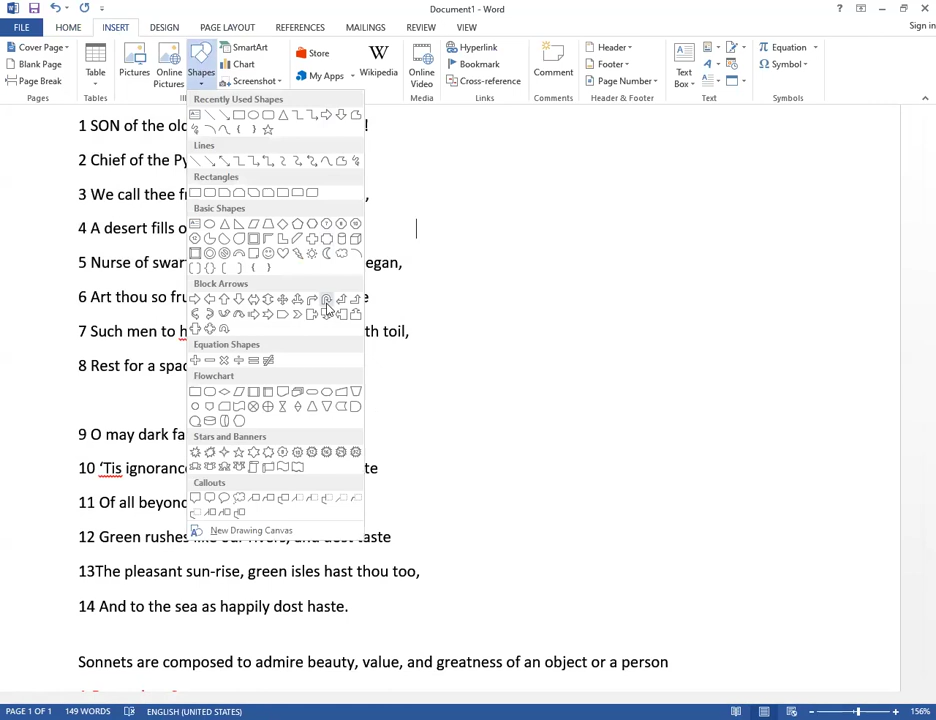 Document1 - Word
? Sign in
FILE HOME INSERT DESIGN PAGE LAYOUT REFERENCES MAILINGS REVIEW VIEW
Cover Page
Blank Page
Page Break
Pages
Table
Tables
Pictures
Online Pictures
Shapes
SmartArt
Chart
Screenshot
Store
My Apps
Wikipedia
Online Video
Media
Hyperlink
Bookmark
Cross-reference
Links
Comment
Comments
Header
Footer
Page Number
Header & Footer
Text Box
Text
Equation
Symbol
Symbols
Recently Used Shapes
Lines
Rectangles
Basic Shapes
Block Arrows
Equation Shapes
Flowchart
Stars and Banners
Callouts
New Drawing Canvas
1 SON of the old !
2 Chief of the Py
3 We call thee fr ,
4 A desert fills o
5 Nurse of swar egan,
6 Art thou so fru e
7 Such men to h th toil,
8 Rest for a spac
9 O may dark fa
10 ‘Tis ignorance te
11 Of all beyond
12 Green rushes like our rivers, and dost taste
13The pleasant sun-rise, green isles hast thou too,
14 And to the sea as happily dost haste.
Sonnets are composed to admire beauty, value, and greatness of an object or a person
PAGE 1 OF 1 149 WORDS ENGLISH (UNITED STATES) 156%